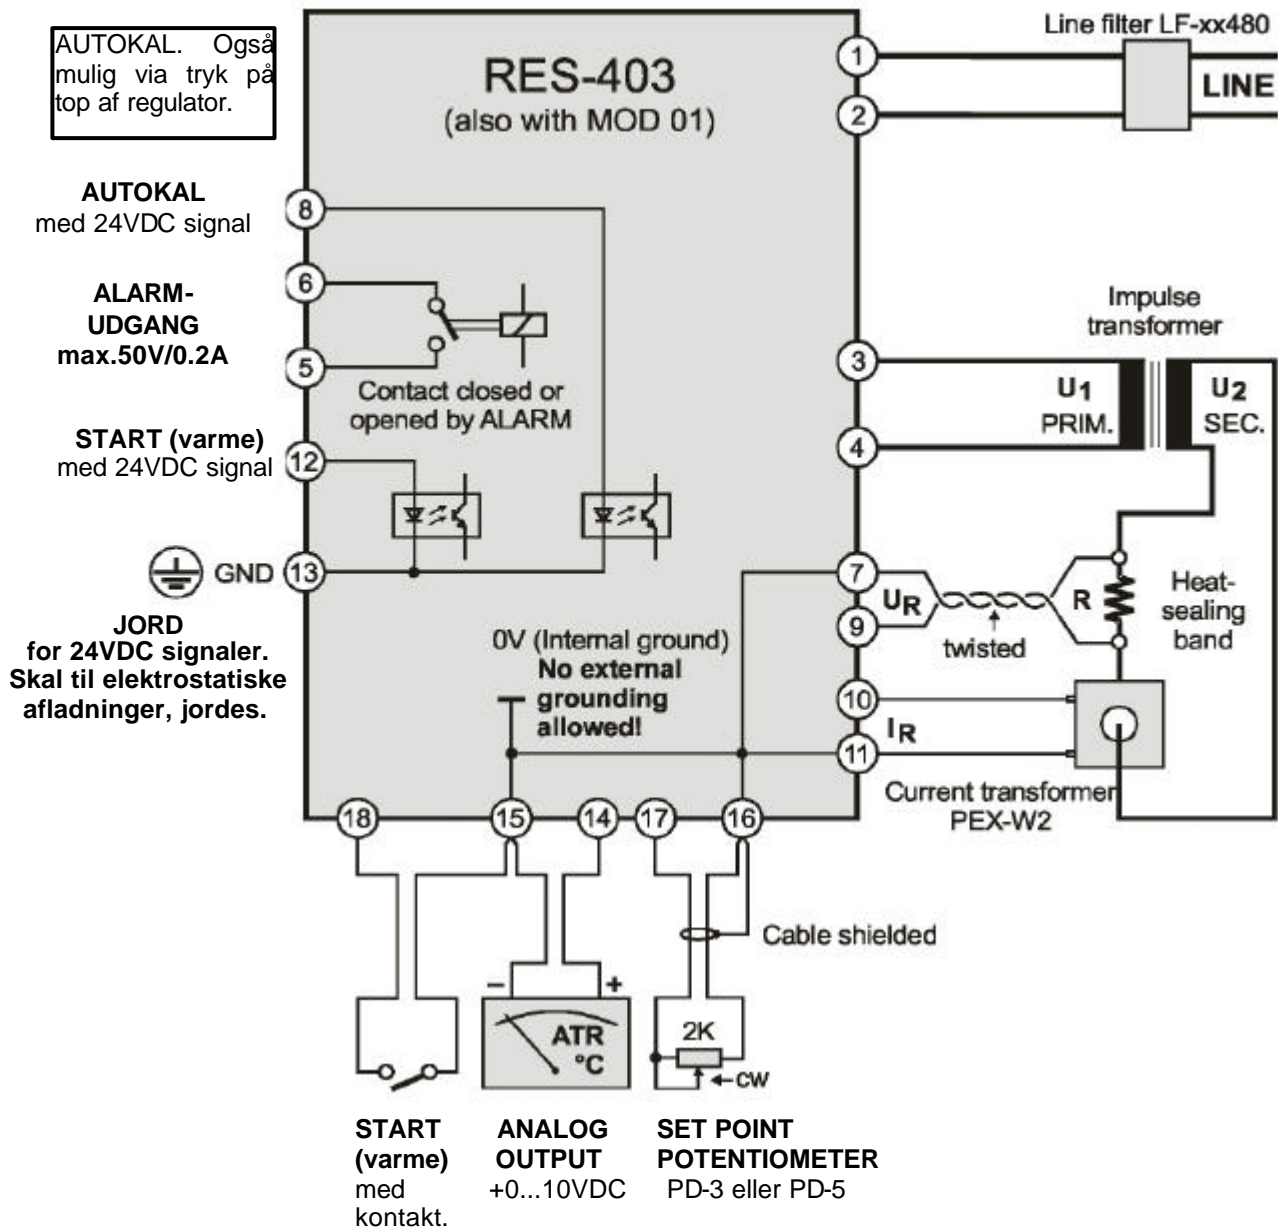 AUTOKAL. Også
mulig via tryk på
top af regulator.
RES-403
(also with MOD 01)
Line filter LF-xx480
1
2
LINE
AUTOKAL
med 24VDC signal
8
ALARM-
UDGANG
max.50V/0.2A
6
5
Contact closed or
opened by ALARM
START (varme)
med 24VDC signal
12
GND
13
JORD
for 24VDC signaler.
Skal til elektrostatiske
afladninger, jordes.
0V (Internal ground)
No external
grounding
allowed!
Impulse
transformer
3
4
U1
PRIM.
U2
SEC.
7
9
UR
twisted
R
Heat-
sealing
band
10
11
IR
Current transformer
PEX-W2
18
15
14
17
16
Cable shielded
–
+
ATR
°C
2K
CW
START
(varme)
med
kontakt.
ANALOG
OUTPUT
+0...10VDC
SET POINT
POTENTIOMETER
PD-3 eller PD-5